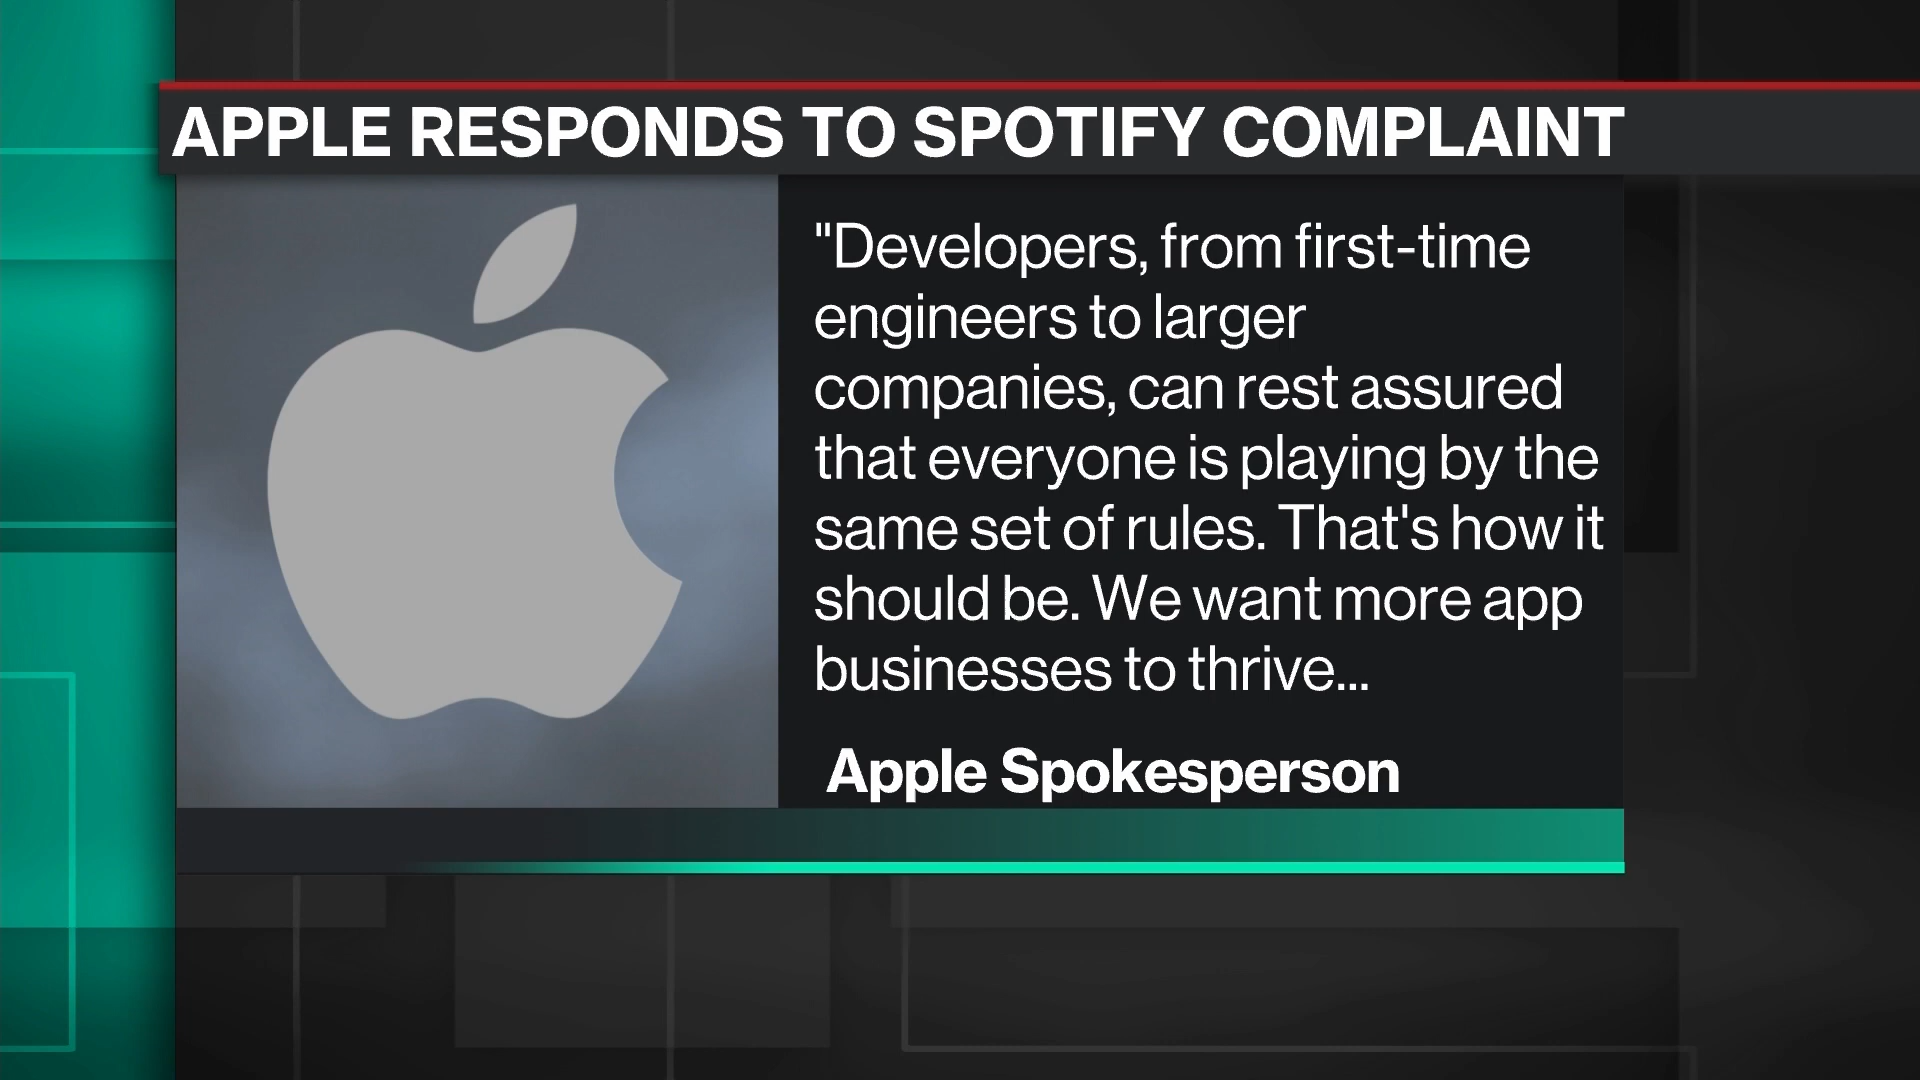 APPLE RESPONDS TO SPOTIFY COMPLAINT
"Developers, from first-time
engineers to larger
companies, can rest assured
that everyone is playing by the
same set of rules. That's how it
should be. We want more app
businesses to thrive...
Apple Spokesperson